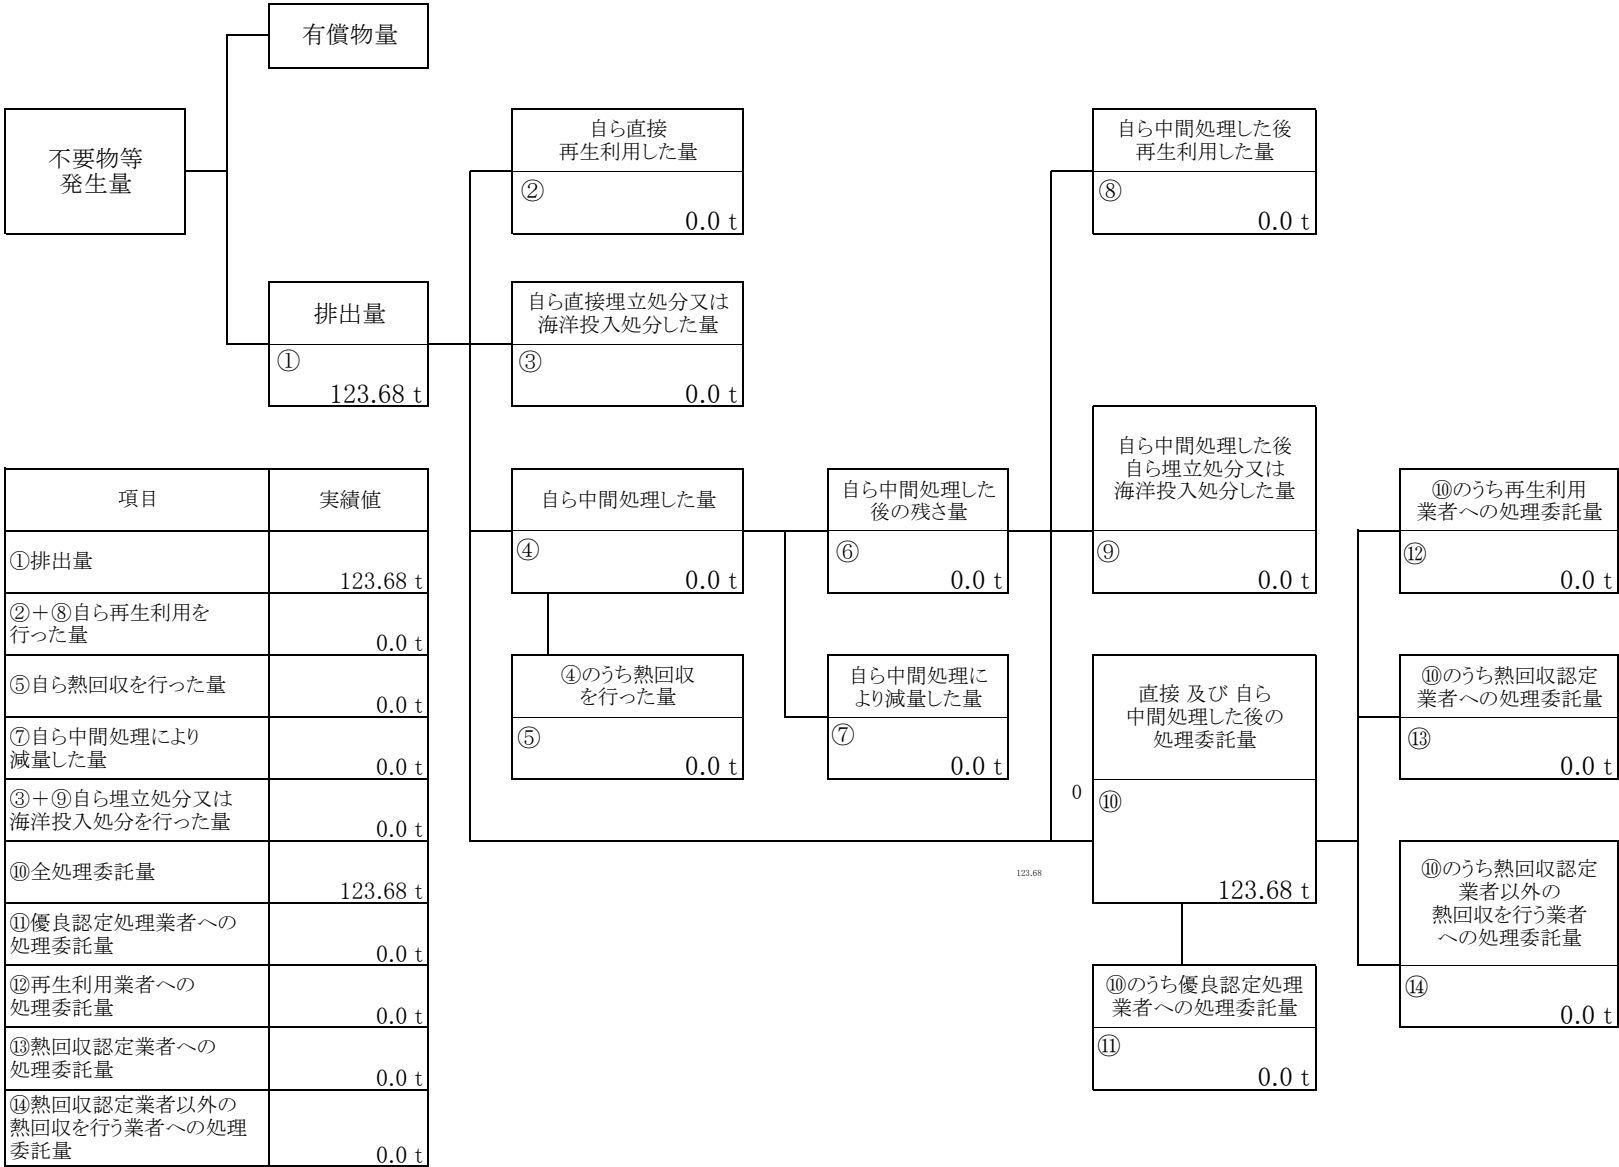 有償物量
不要物等
発生量
排出量
①
123.68 t
自ら直接
再生利用した量
②
0.0 t
自ら直接埋立処分又は
海洋投入処分した量
③
0.0 t
自ら中間処理した量
④
0.0 t
④のうち熱回収
を行った量
⑤
0.0 t
自ら中間処理した
後の残さ量
⑥
0.0 t
自ら中間処理に
より減量した量
⑦
0.0 t
自ら中間処理した後
再生利用した量
⑧
0.0 t
自ら中間処理した後
自ら埋立処分又は
海洋投入処分した量
⑨
0.0 t
直接 及び 自ら
中間処理した後の
処理委託量
0
⑩
123.68
123.68 t
⑩のうち優良認定処理
業者への処理委託量
⑪
0.0 t
⑩のうち再生利用
業者への処理委託量
⑫
0.0 t
⑩のうち熱回収認定
業者への処理委託量
⑬
0.0 t
⑩のうち熱回収認定
業者以外の
熱回収を行う業者
への処理委託量
⑭
0.0 t
項目 実績値
①排出量
123.68 t
②＋⑧自ら再生利用を
行った量
0.0 t
⑤自ら熱回収を行った量
0.0 t
⑦自ら中間処理により
減量した量
0.0 t
③＋⑨自ら埋立処分又は
海洋投入処分を行った量
0.0 t
⑩全処理委託量
123.68 t
⑪優良認定処理業者への
処理委託量
0.0 t
⑫再生利用業者への
処理委託量
0.0 t
⑬熱回収認定業者への
処理委託量
0.0 t
⑭熱回収認定業者以外の
熱回収を行う業者への処理
委託量
0.0 t